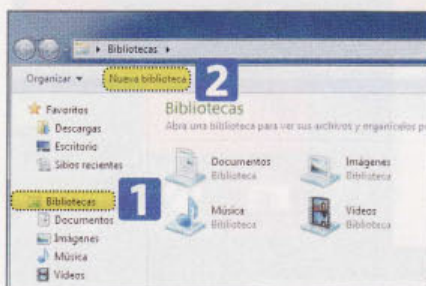 Bibliotecas
Organizar Nueva biblioteca 2
Favoritos
Descargas
Escritorio
Sitios recientes
Bibliotecas 1
Documentos
Imágenes
Música
Vídeos
Bibliotecas
Abra una biblioteca para ver sus archivos y organícelos
Documentos
Biblioteca
Imágenes
Biblioteca
Música
Biblioteca
Vídeos
Biblioteca